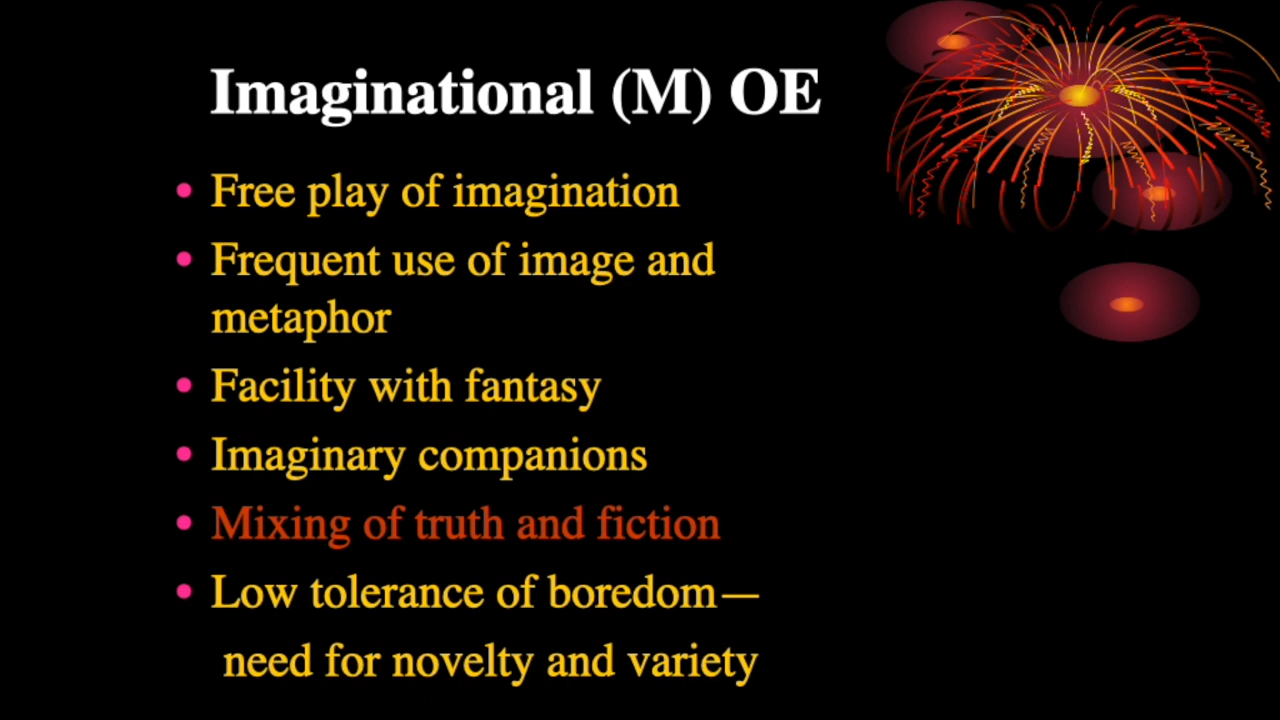 Imaginational (M) OE
• Free play of imagination
• Frequent use of image and
metaphor
• Facility with fantasy
• Imaginary companions
• Mixing of truth and fiction
• Low tolerance of boredom—
need for novelty and variety